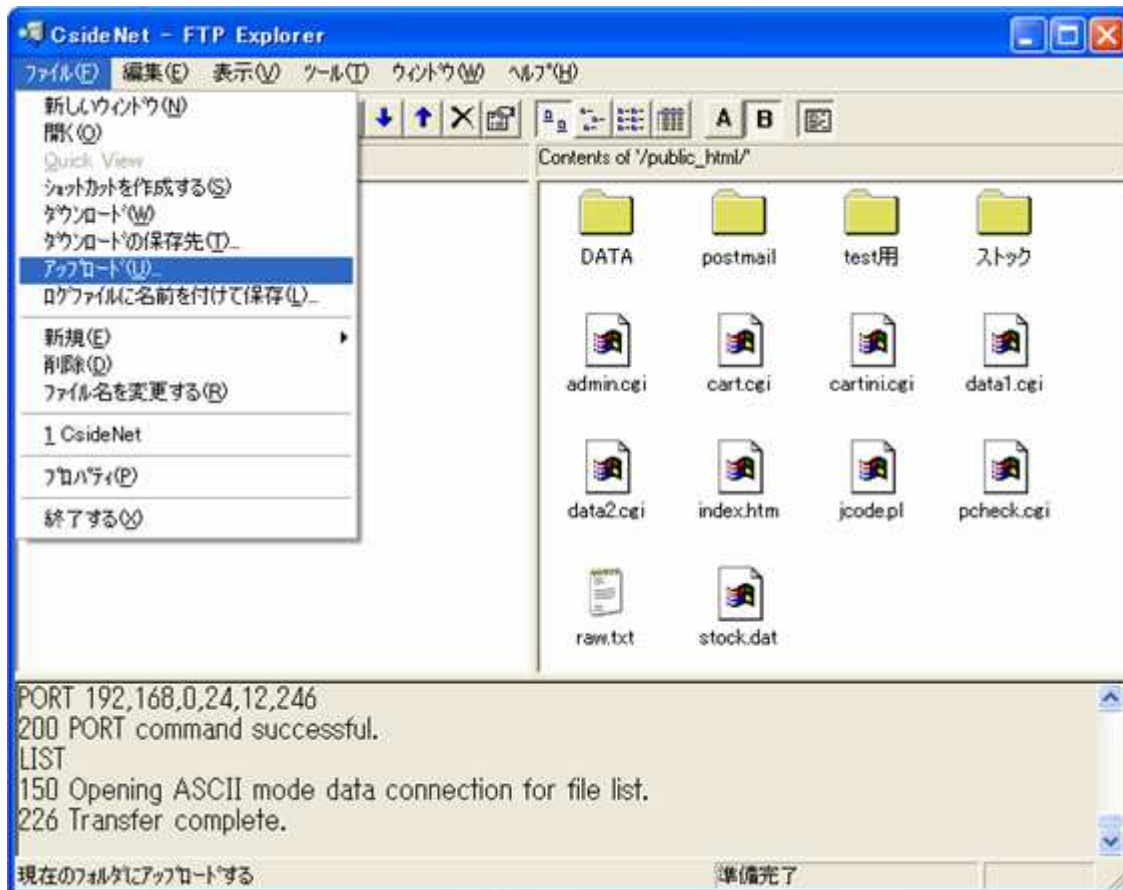 CsideNet - FTP Explorer
ファイル(F) 編集(E) 表示(V) ツール(T) ウィンドウ(W) ヘルプ(H)
新しいウィンドウ(N)
開く(O)
Quick View
ショートカットを作成する(S)
ダウンロード(W)
ダウンロードの保存先(T)...
アップロード(U)...
ログファイルに名前を付けて保存(L)...
新規(E)
削除(D)
ファイル名を変更する(R)
1 CsideNet
プロパティ(P)
終了する(X)
A B
Contents of "/public_html/"
DATA postmail test用 ストック
admin.cgi cart.cgi cartini.cgi data1.cgi
data2.cgi index.htm jcode.pl pcheck.cgi
raw.txt stock.dat
PORT 192,168,0,24,12,246
200 PORT command successful.
LIST
150 Opening ASCII mode data connection for file list.
226 Transfer complete.
現在のフォルダにアップロードする 準備完了